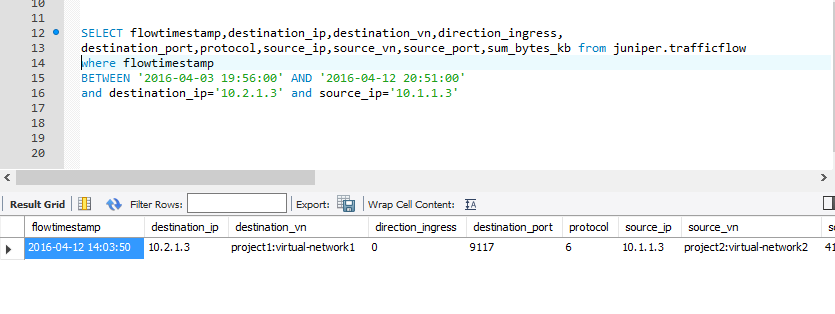 10
11
12 SELECT flowtimestamp,destination_ip,destination_vn,direction_ingress,
13 destination_port,protocol,source_ip,source_vn,source_port,sum_bytes_kb from juniper.trafficflow
14 where flowtimestamp
15 BETWEEN '2016-04-03 19:56:00' AND '2016-04-12 20:51:00'
16 and destination_ip='10.2.1.3' and source_ip='10.1.1.3'
17
18
19
20
Result Grid Filter Rows: Export: Wrap Cell Content:
flowtimestamp destination_ip destination_vn direction_ingress destination_port protocol source_ip source_vn
2016-04-12 14:03:50 10.2.1.3 project1:virtual-network1 0 9117 6 10.1.1.3 project2:virtual-network2 41